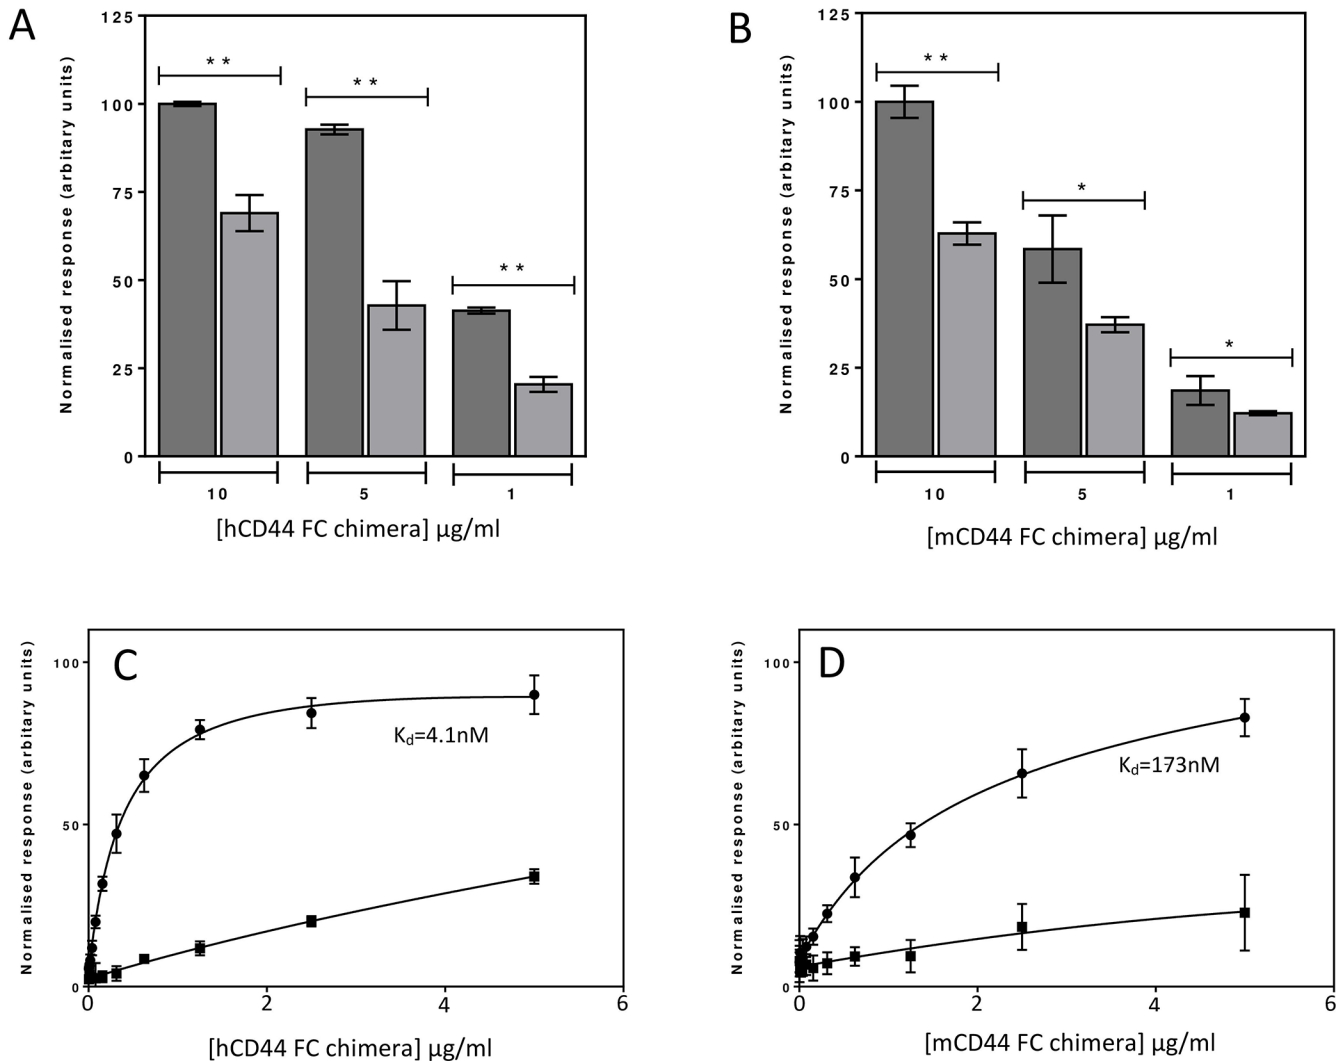 A
Normalised response (arbitary units)
125
100
75
50
25
0
* *
* *
* *
10
5
1
[hCD44 FC chimera] µg/ml
B
Normalised response (arbitary units)
125
100
75
50
25
0
* *
*
*
10
5
1
[mCD44 FC chimera] µg/ml
C
Normalised response (arbitary units)
100
50
0
Kd=4.1nM
0
2
4
6
[hCD44 FC chimera] µg/ml
D
Normalised response (arbitary units)
100
50
0
Kd=173nM
0
2
4
6
[mCD44 FC chimera] µg/ml